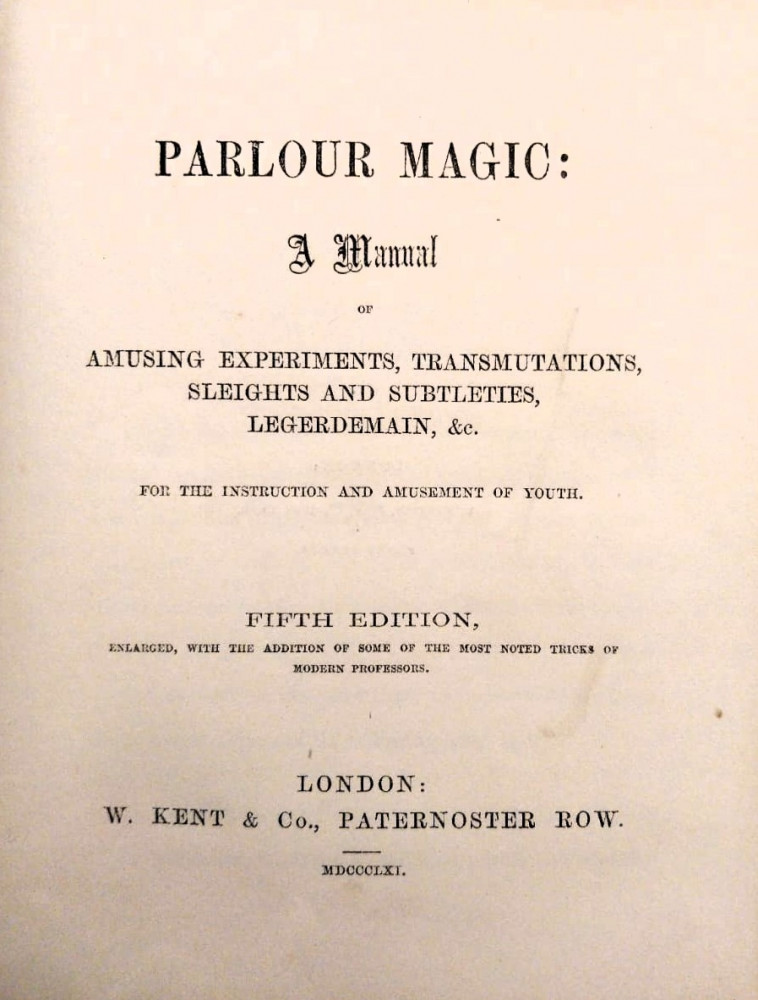 PARLOUR MAGIC:
A Manual
OF
AMUSING EXPERIMENTS, TRANSMUTATIONS,
SLEIGHTS AND SUBTLETIES,
LEGERDEMAIN, &c.
FOR THE INSTRUCTION AND AMUSEMENT OF YOUTH.
FIFTH EDITION,
ENLARGED, WITH THE ADDITION OF SOME OF THE MOST NOTED TRICKS OF
MODERN PROFESSORS.
LONDON:
W. KENT & Co., PATERNOSTER ROW.
MDCCCLXI.